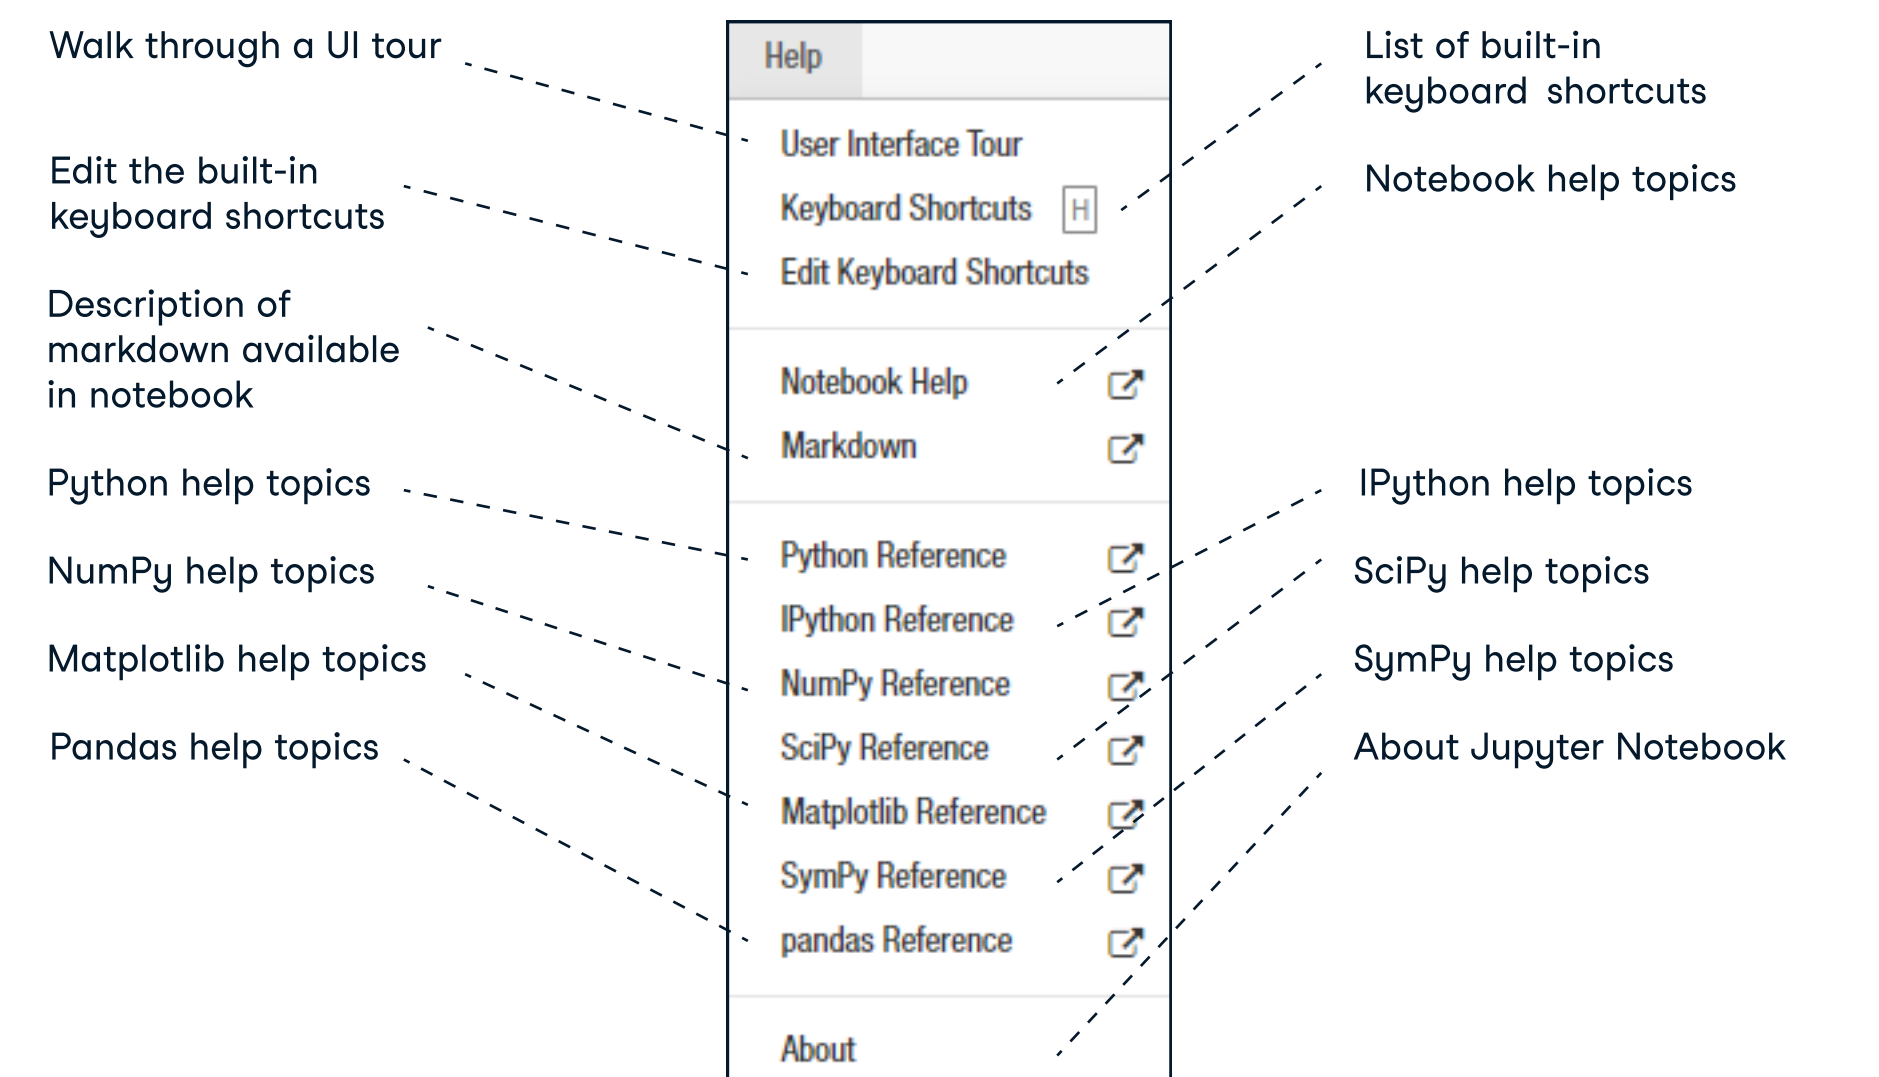 Walk through a UI tour
Edit the built-in
keyboard shortcuts
Description of
markdown available
in notebook
Python help topics
NumPy help topics
Matplotlib help topics
Pandas help topics
Help
User Interface Tour
Keyboard Shortcuts H
Edit Keyboard Shortcuts
Notebook Help
Markdown
Python Reference
IPython Reference
NumPy Reference
SciPy Reference
Matplotlib Reference
SymPy Reference
pandas Reference
About
List of built-in
keyboard shortcuts
Notebook help topics
IPython help topics
SciPy help topics
SymPy help topics
About Jupyter Notebook